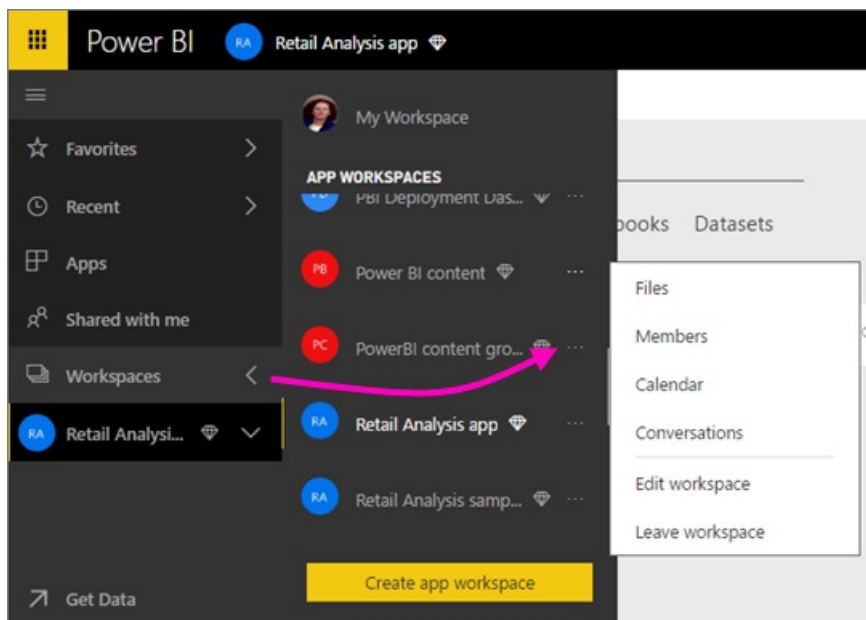 Power BI RA Retail Analysis app
My Workspace
Favorites
APP WORKSPACES
Recent
PBI Deployment Das...
Apps
PB Power BI content
Shared with me
PC PowerBI content gro...
Workspaces
RA Retail Analysi...
RA Retail Analysis app
RA Retail Analysis samp...
Create app workspace
Get Data
ooks Datasets
Files
Members
Calendar
Conversations
Edit workspace
Leave workspace